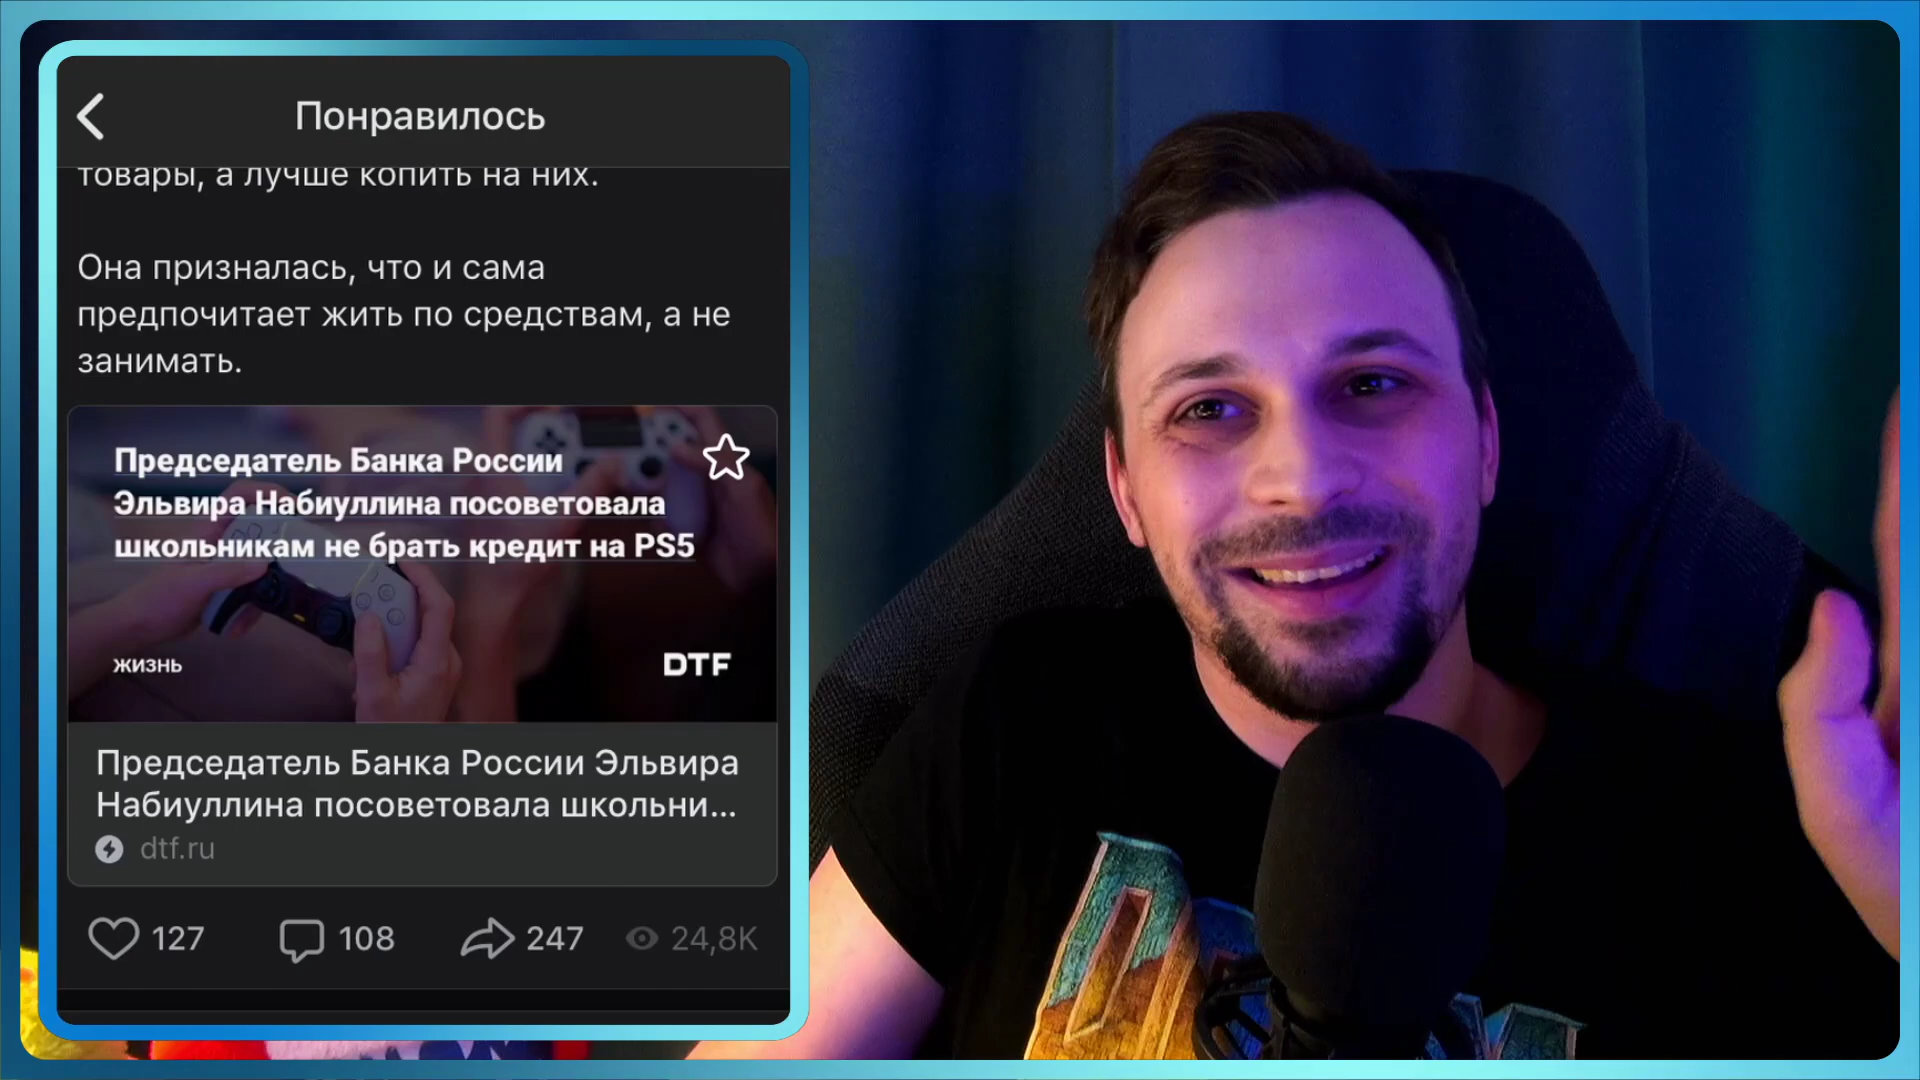 Понравилось
товары, а лучше копить на них.
Она призналась, что и сама
предпочитает жить по средствам, а не
занимать.
Председатель Банка России
Эльвира Набиуллина посоветовала
школьникам не брать кредит на PS5
жизнь
DTF
Председатель Банка России Эльвира
Набиуллина посоветовала школьни...
dtf.ru
127 108 247 24,8K